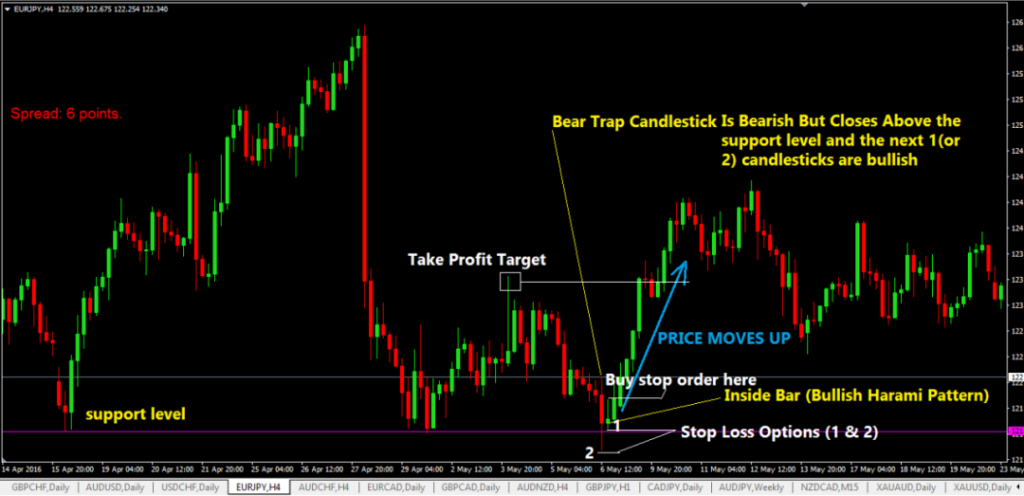 EURJPY,H4 122.559 122.675 122.254 122.340
126
126
125
125
Spread: 6 points.
Bear Trap Candlestick Is Bearish But Closes Above the
support level and the next 1(or
2) candlesticks are bullish
124
124
124
Take Profit Target
123
123
PRICE MOVES UP
122
Buy stop order here
Inside Bar (Bullish Harami Pattern)
support level
121
1
Stop Loss Options (1 & 2)
2
121
14 Apr 2016
15 Apr 20:00
19 Apr 04:00
20 Apr 12:00
21 Apr 20:00
25 Apr 04:00
26 Apr 12:00
27 Apr 20:00
29 Apr 04:00
2 May 12:00
3 May 20:00
5 May 04:00
6 May 12:00
9 May 20:00
11 May 04:00
12 May 12:00
13 May 20:00
17 May 04:00
18 May 12:00
19 May 20:00
23 May
GBPCHF,Daily
AUDUSD,Daily
USDCHF,Daily
EURJPY,H4
AUDCHF,H4
EURCAD,Daily
GBPCAD,Daily
AUDNZD,H4
GBPJPY,H1
CADJPY,Daily
AUDJPY,Weekly
NZDCAD,M15
XAUAUD,Daily
XAUUSD,Daily